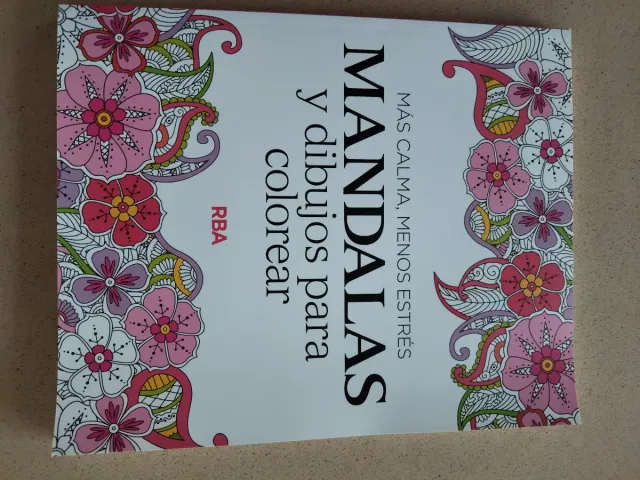 MÁS CALMA, MENOS ESTRÉS
MANDALAS
y dibujos para
colorear
RBA